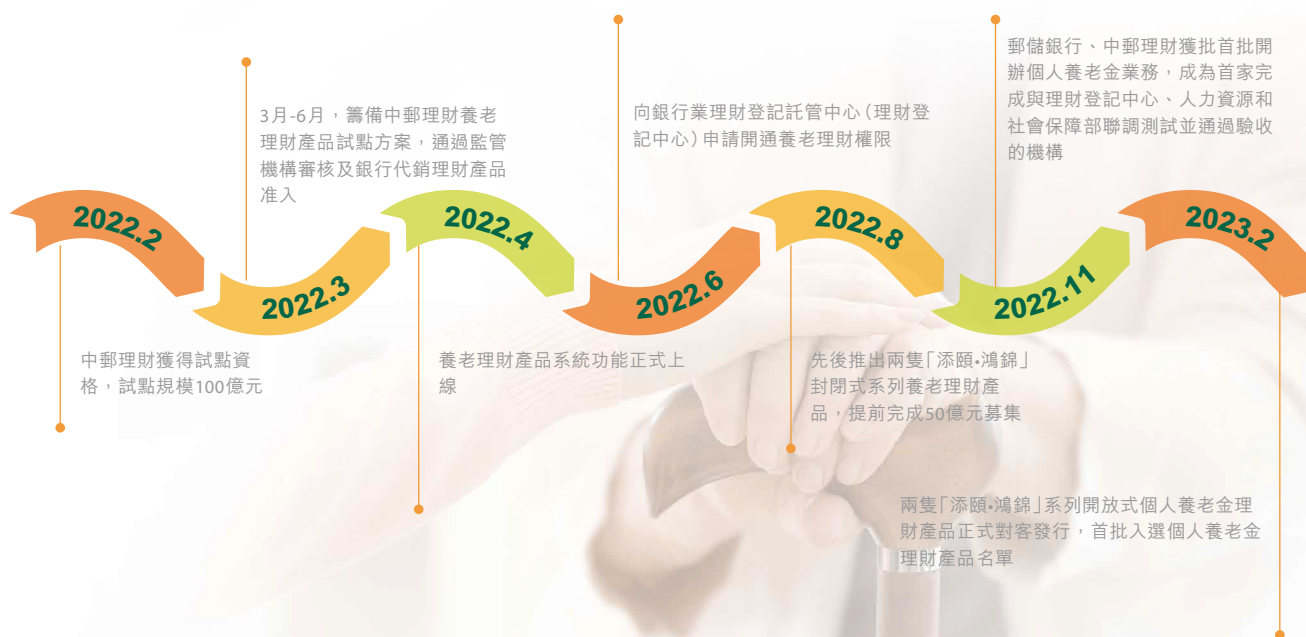 2022.2
中郵理財獲得試點資
格，試點規模100億元
2022.3
3月-6月，籌備中郵理財養老
理財產品試點方案，通過監管
機構審核及銀行代銷理財產品
准入
2022.4
養老理財產品系統功能正式上
線
2022.6
向銀行業理財登記託管中心（理財登
記中心）申請開通養老理財權限
2022.8
先後推出兩隻「添頤•鴻錦」
封閉式系列養老理財產
品，提前完成50億元募集
2022.11
郵儲銀行、中郵理財獲批首批開
辦個人養老金業務，成為首家完
成與理財登記中心、人力資源和
社會保障部聯調測試並通過驗收
的機構
2023.2
兩隻「添頤•鴻錦」系列開放式個人養老金理
財產品正式對客發行，首批入選個人養老金
理財產品名單